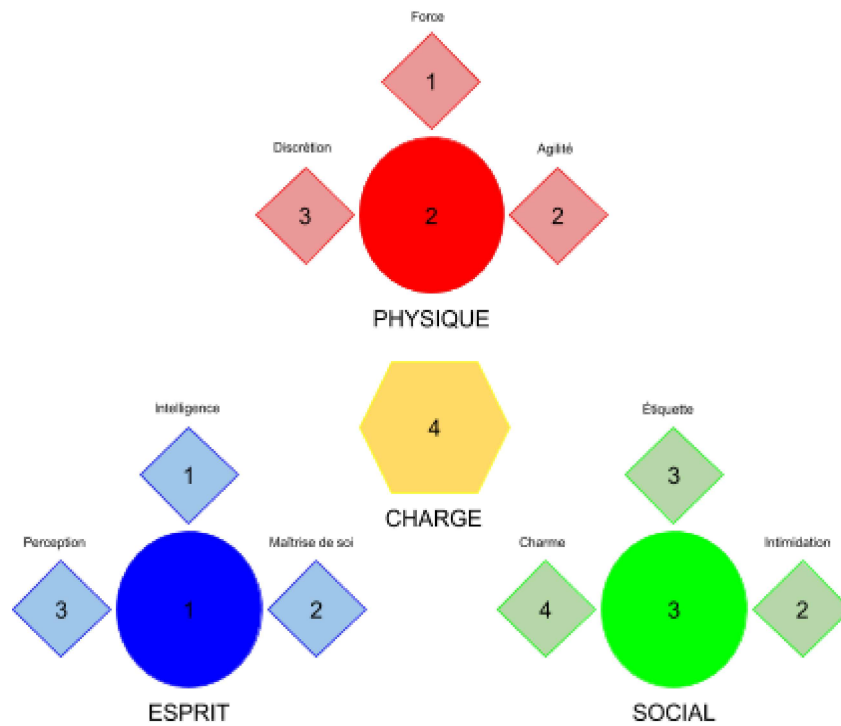 Force
1
Discrétion
Agilité
3
2
2
PHYSIQUE
4
CHARGE
Intelligence
1
Perception
Maîtrise de soi
3
1
2
ESPRIT
Étiquette
3
Charme
Intimidation
4
3
2
SOCIAL